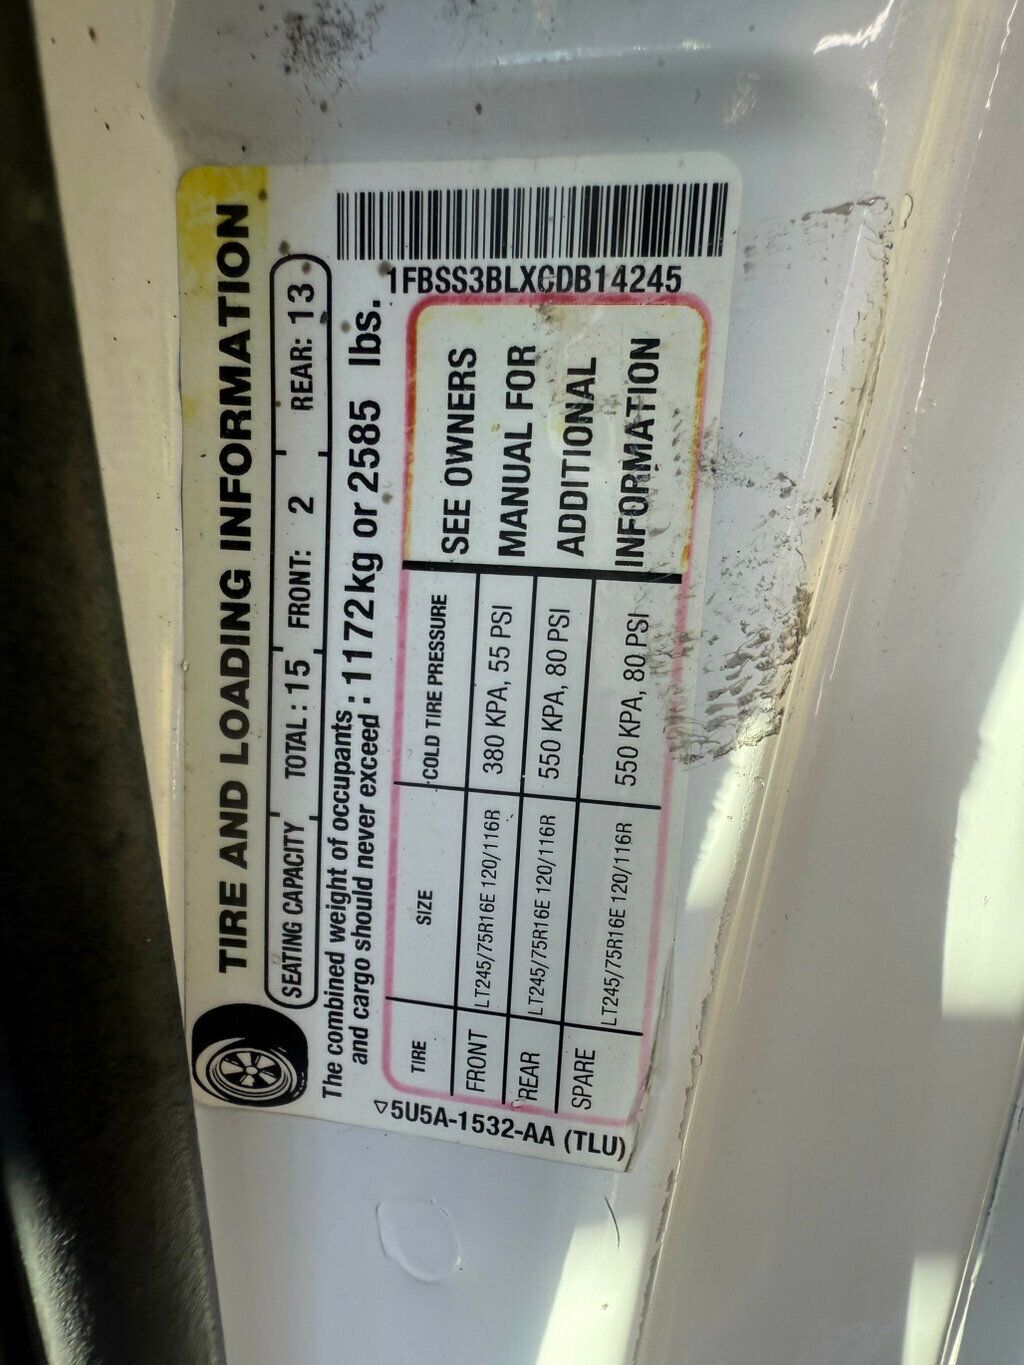 TIRE AND LOADING INFORMATION
SEATING CAPACITY TOTAL: 15 FRONT: 2 REAR: 13
The combined weight of occupants
and cargo should never exceed : 1172kg or 2585 lbs.
TIRE SIZE COLD TIRE PRESSURE
FRONT LT245/75R16E 120/116R 380 KPA, 55 PSI
REAR LT245/75R16E 120/116R 550 KPA, 80 PSI
SPARE LT245/75R16E 120/116R 550 KPA, 80 PSI
SEE OWNERS
MANUAL FOR
ADDITIONAL
INFORMATION
▽5U5A-1532-AA (TLU)
1FBSS3BLXCDB14245